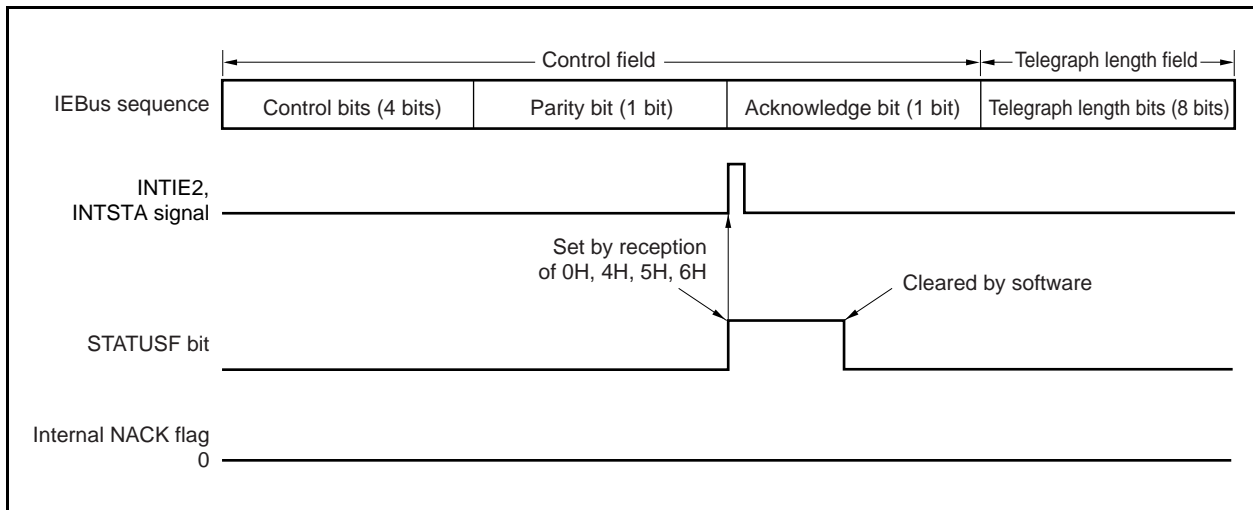 Control field
Telegraph length field
IEBus sequence
Control bits (4 bits)
Parity bit (1 bit)
Acknowledge bit (1 bit)
Telegraph length bits (8 bits)
INTIE2,
INTSTA signal
Set by reception
of 0H, 4H, 5H, 6H
Cleared by software
STATUSF bit
Internal NACK flag
0